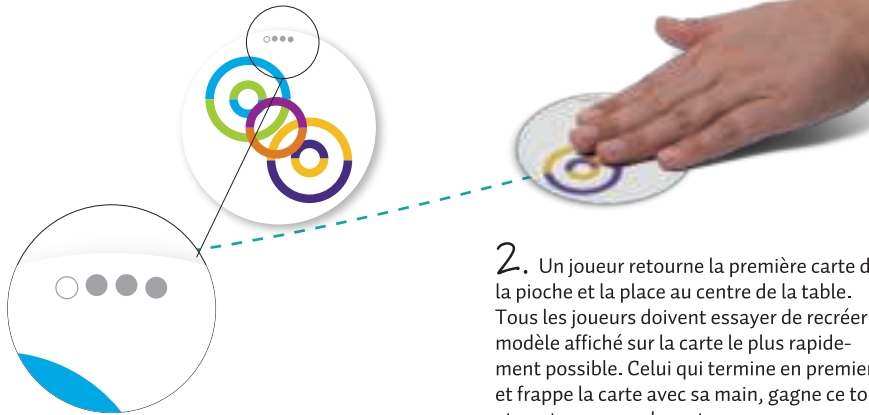 2. Un joueur retourne la première carte d
la pioche et la place au centre de la table.
Tous les joueurs doivent essayer de recréer
modèle affiché sur la carte le plus rapide-
ment possible. Celui qui termine en premier
et frappe la carte avec sa main, gagne ce to